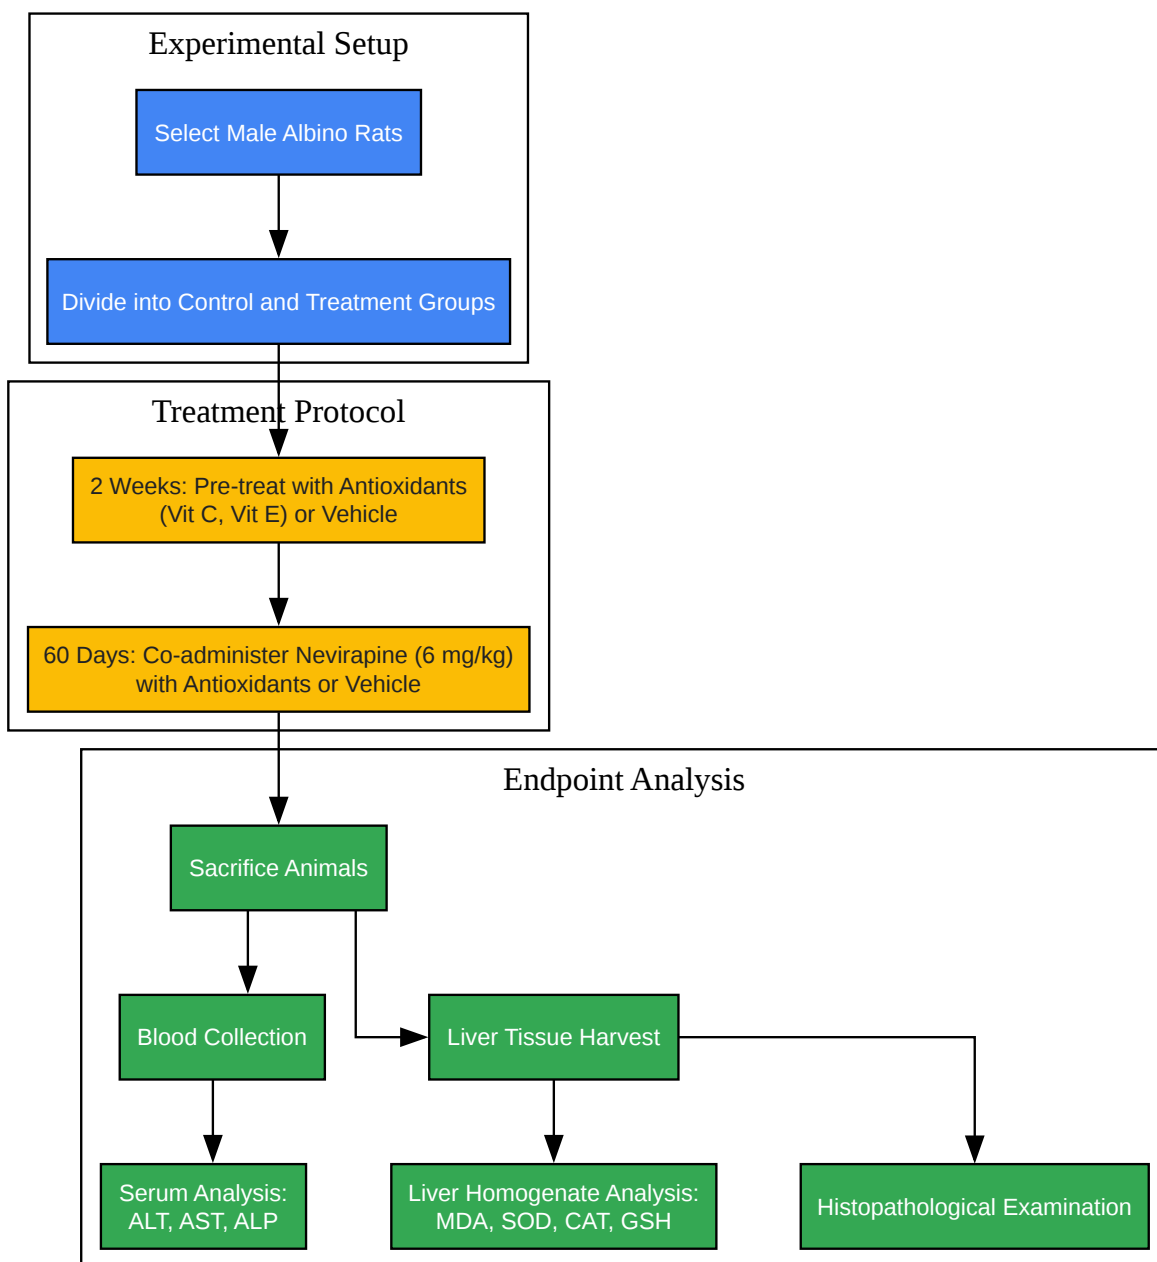 Experimental Setup
Select Male Albino Rats
Divide into Control and Treatment Groups
Treatment Protocol
2 Weeks: Pre-treat with Antioxidants
(Vit C, Vit E) or Vehicle
60 Days: Co-administer Nevirapine (6 mg/kg)
with Antioxidants or Vehicle
Endpoint Analysis
Sacrifice Animals
Blood Collection
Liver Tissue Harvest
Serum Analysis:
ALT, AST, ALP
Liver Homogenate Analysis:
MDA, SOD, CAT, GSH
Histopathological Examination